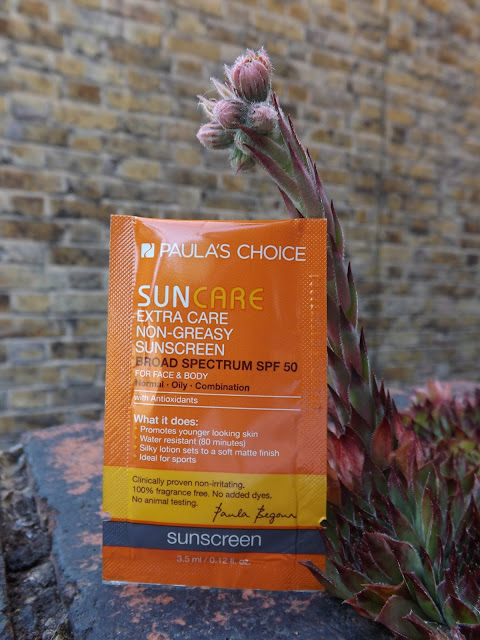 PAULA'S CHOICE
SUNCARE
EXTRA CARE
NON-GREASY
SUNSCREEN
BROAD SPECTRUM SPF 50
FOR FACE & BODY
Normal · Oily · Combination
with Antioxidants
What it does:
· Promotes younger looking skin
· Water resistant (80 minutes)
· Silky lotion sets to a soft matte finish
· Ideal for sports
Clinically proven non-irritating.
100% fragrance free. No added dyes.
No animal testing.
Paula Begoun
sunscreen
3.5 ml / 0.12 fl. oz.